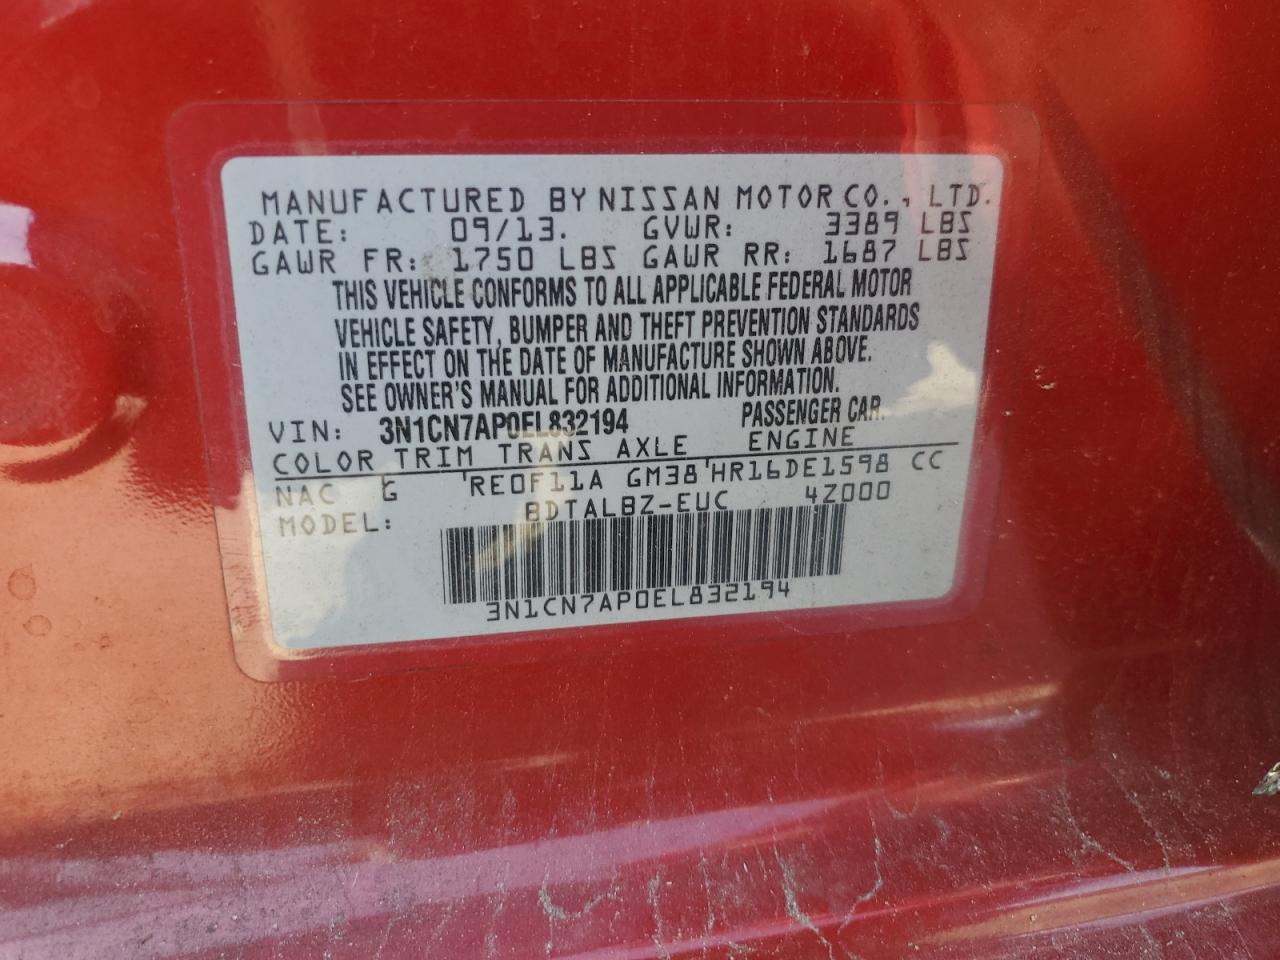 MANUFACTURED BY NISSAN MOTOR CO., LTD.
DATE: 09/13. GVWR: 3389 LBS
GAWR FR: 1750 LBS GAWR RR: 1687 LBS
THIS VEHICLE CONFORMS TO ALL APPLICABLE FEDERAL MOTOR
VEHICLE SAFETY, BUMPER AND THEFT PREVENTION STANDARDS
IN EFFECT ON THE DATE OF MANUFACTURE SHOWN ABOVE.
SEE OWNER'S MANUAL FOR ADDITIONAL INFORMATION.
VIN: 3N1CN7AP0EL832194 PASSENGER CAR.
COLOR TRIM TRANS AXLE ENGINE
NAC G RE0F11A GM38 HR16DE1598 CC
MODEL: BDTALBZ-EUC 4Z000
3N1CN7AP0EL832194